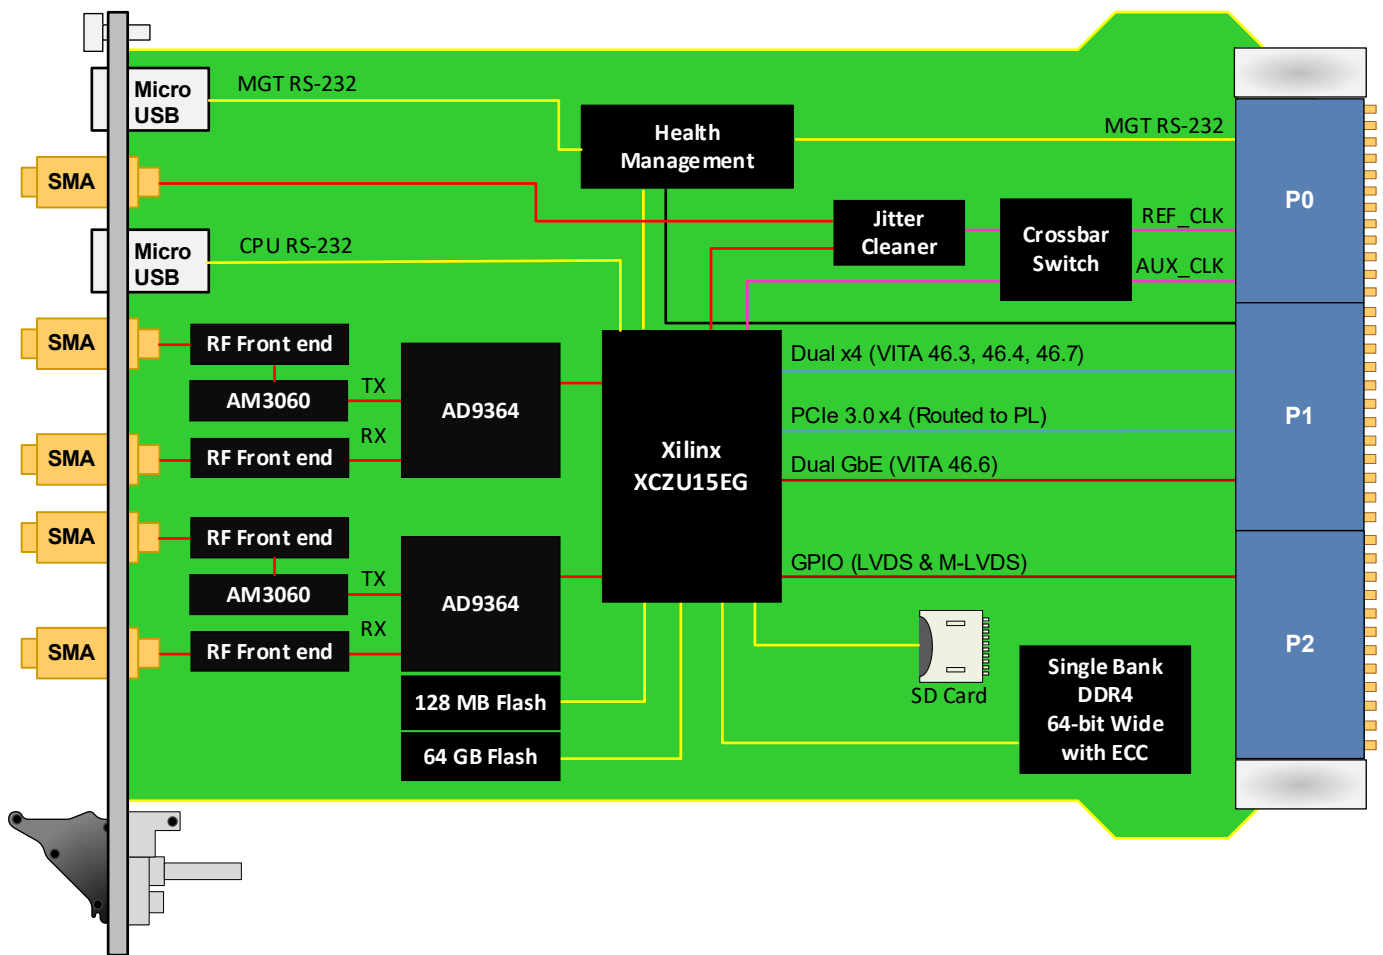 Micro
USB
MGT RS-232
Health
Management
MGT RS-232
SMA
P0
Jitter
Cleaner
Crossbar
Switch
REF_CLK
AUX_CLK
Micro
USB
CPU RS-232
SMA
RF Front end
AM3060
TX
AD9364
RX
SMA
RF Front end
Xilinx
XCZU15EG
Dual x4 (VITA 46.3, 46.4, 46.7)
PCIe 3.0 x4 (Routed to PL)
Dual GbE (VITA 46.6)
P1
SMA
RF Front end
AM3060
TX
AD9364
RX
SMA
RF Front end
GPIO (LVDS & M-LVDS)
P2
128 MB Flash
64 GB Flash
SD Card
Single Bank
DDR4
64-bit Wide
with ECC